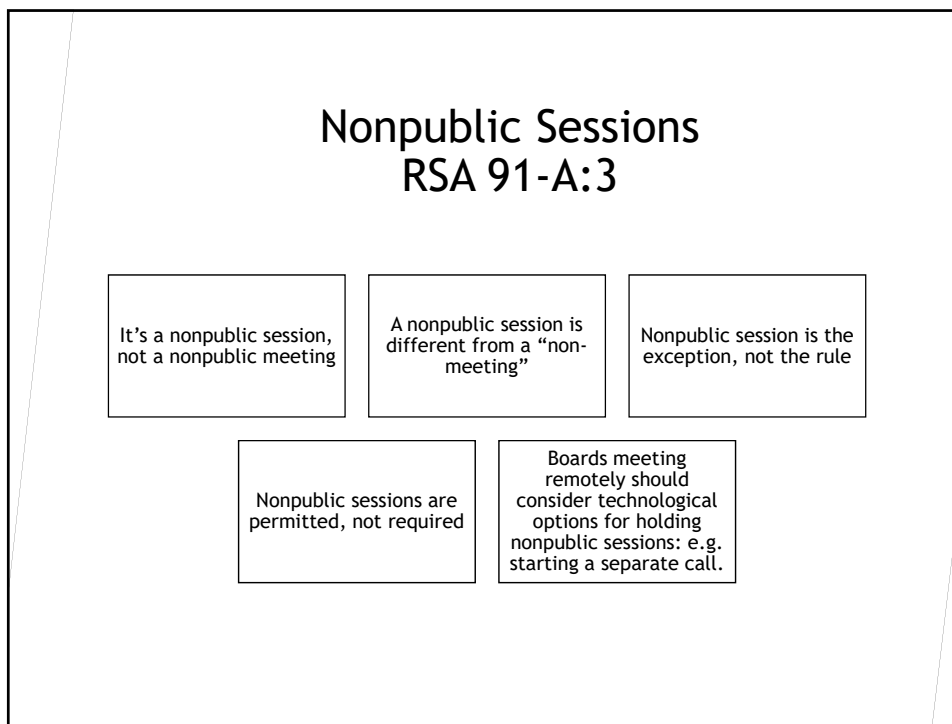 Nonpublic Sessions
RSA 91-A:3
It’s a nonpublic session,
not a nonpublic meeting
A nonpublic session is
different from a “non-
meeting”
Nonpublic session is the
exception, not the rule
Nonpublic sessions are
permitted, not required
Boards meeting
remotely should
consider technological
options for holding
nonpublic sessions: e.g.
starting a separate call.